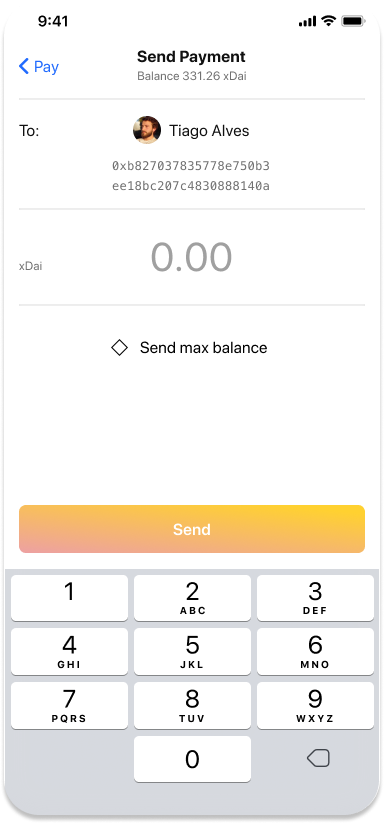 9:41
Pay
Send Payment
Balance 331.26 xDai
To:
Tiago Alves
0xb827037835778e750b3
ee18bc207c4830888140a
xDai
0.00
Send max balance
Send
1
2
ABC
3
DEF
4
GHI
5
JKL
6
MNO
7
PQRS
8
TUV
9
WXYZ
0